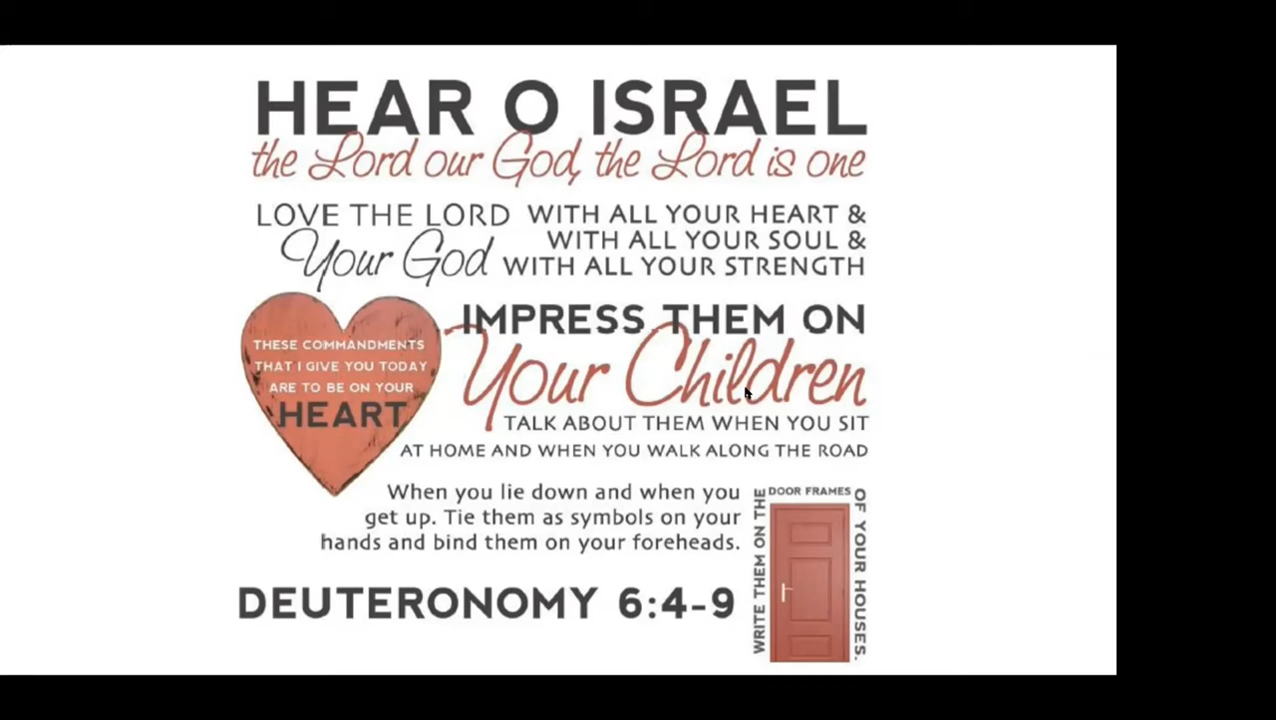 HEAR O ISRAEL
the Lord our God, the Lord is one
LOVE THE LORD
Your God
WITH ALL YOUR HEART &
WITH ALL YOUR SOUL &
WITH ALL YOUR STRENGTH
THESE COMMANDMENTS
THAT I GIVE YOU TODAY
ARE TO BE ON YOUR
HEART
IMPRESS THEM ON
Your Children
TALK ABOUT THEM WHEN YOU SIT
AT HOME AND WHEN YOU WALK ALONG THE ROAD
When you lie down and when you
get up. Tie them as symbols on your
hands and bind them on your foreheads.
WRITE THEM ON THE
DOOR FRAMES
OF YOUR HOUSES.
DEUTERONOMY 6:4-9